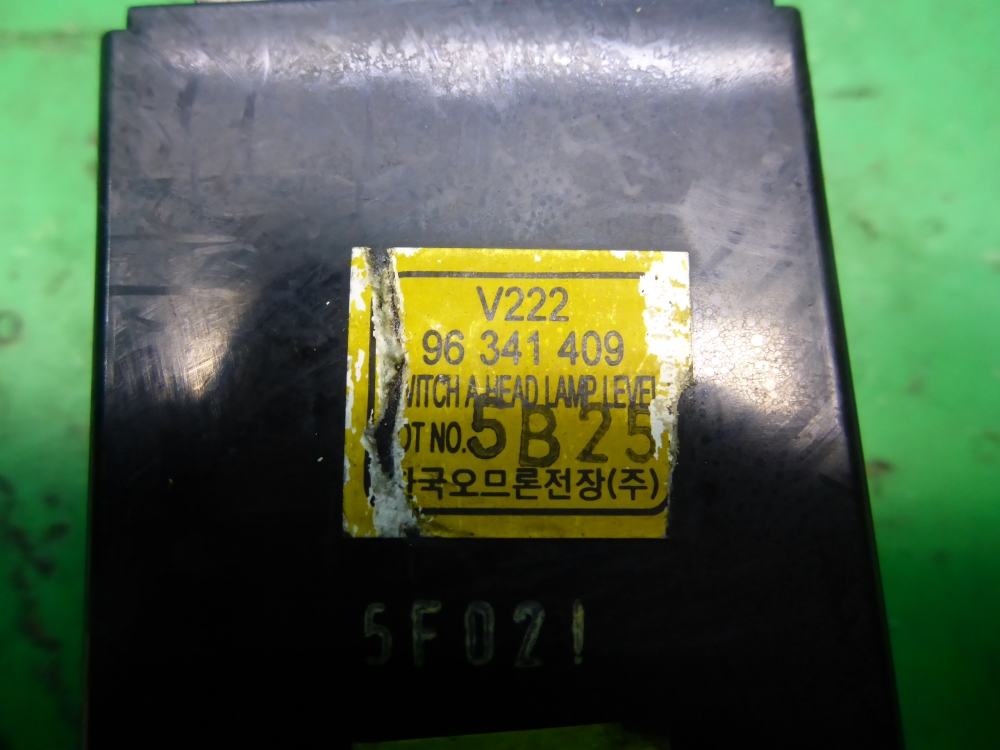 V222
96 341 409
WITCH A-HEAD LAMP LEVEL
OT NO. 5B25
국오므론전장(주)
5F021